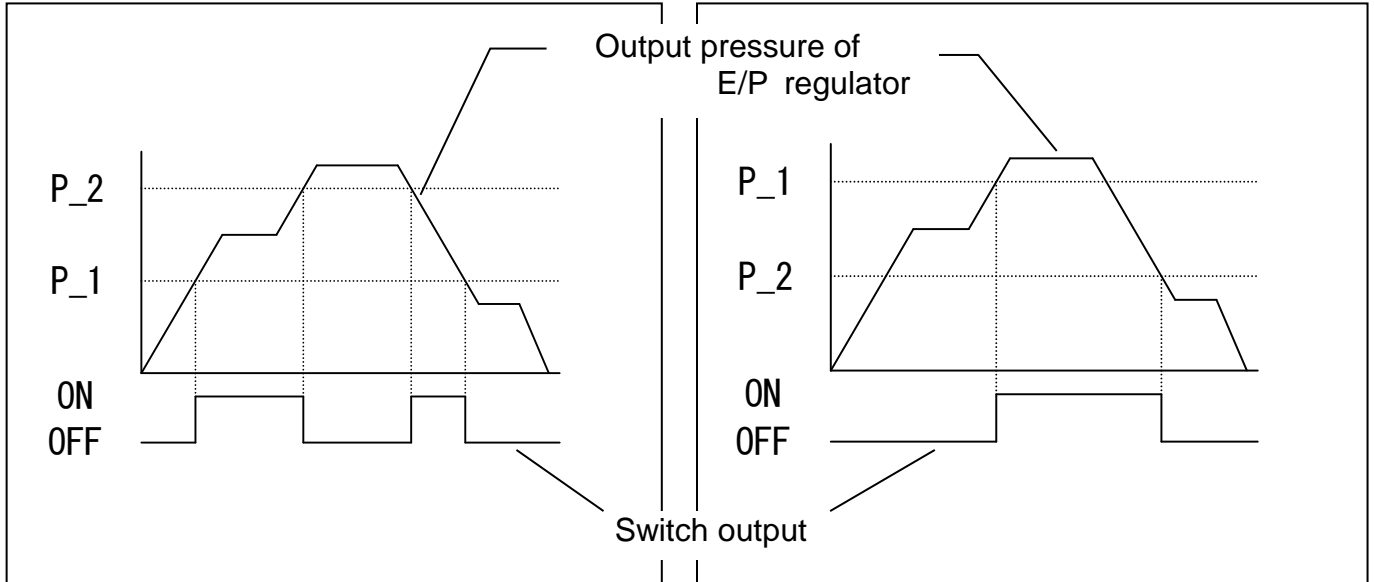 Output pressure of
E/P regulator
P_2
P_1
ON
OFF
P_1
P_2
ON
OFF
Switch output